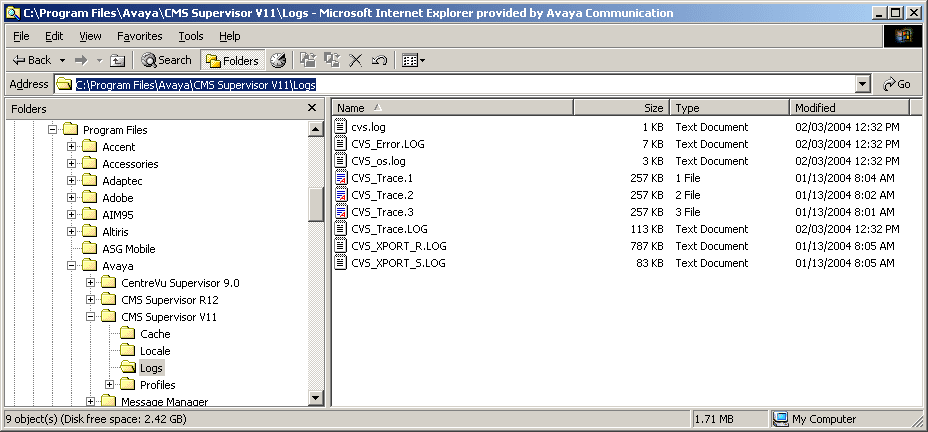 C:\Program Files\Avaya\CMS Supervisor V11\Logs - Microsoft Internet Explorer provided by Avaya Communication
File Edit View Favorites Tools Help
Back Search Folders
Address C:\Program Files\Avaya\CMS Supervisor V11\Logs Go
Folders
Program Files
Accent
Accessories
Adaptec
Adobe
AIM95
Altiris
ASG Mobile
Avaya
CentreVu Supervisor 9.0
CMS Supervisor R12
CMS Supervisor V11
Cache
Locale
Logs
Profiles
Message Manager
Name Size Type Modified
cvs.log 1 KB Text Document 02/03/2004 12:32 PM
CVS_Error.LOG 7 KB Text Document 02/03/2004 12:32 PM
CVS_os.log 3 KB Text Document 02/03/2004 12:32 PM
CVS_Trace.1 257 KB 1 File 01/13/2004 8:04 AM
CVS_Trace.2 257 KB 2 File 01/13/2004 8:02 AM
CVS_Trace.3 257 KB 3 File 01/13/2004 8:01 AM
CVS_Trace.LOG 113 KB Text Document 02/03/2004 12:32 PM
CVS_XPORT_R.LOG 787 KB Text Document 01/13/2004 8:05 AM
CVS_XPORT_S.LOG 83 KB Text Document 01/13/2004 8:05 AM
9 object(s) (Disk free space: 2.42 GB) 1.71 MB My Computer